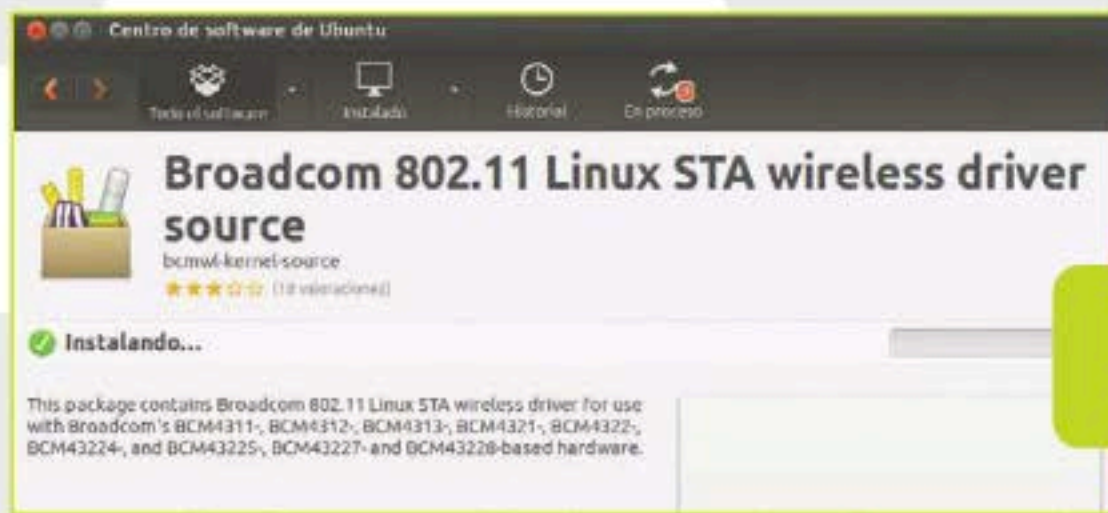 Centro de software de Ubuntu
Todo el software
Instalado
Historial
En proceso
Broadcom 802.11 Linux STA wireless driver
source
bcmwl-kernel-source
(18 valoraciones)
Instalando...
This package contains Broadcom 802.11 Linux STA wireless driver for use
with Broadcom's BCM4311-, BCM4312-, BCM4313-, BCM4321-, BCM4322-,
BCM43224-, and BCM43225-, BCM43227- and BCM43228-based hardware.